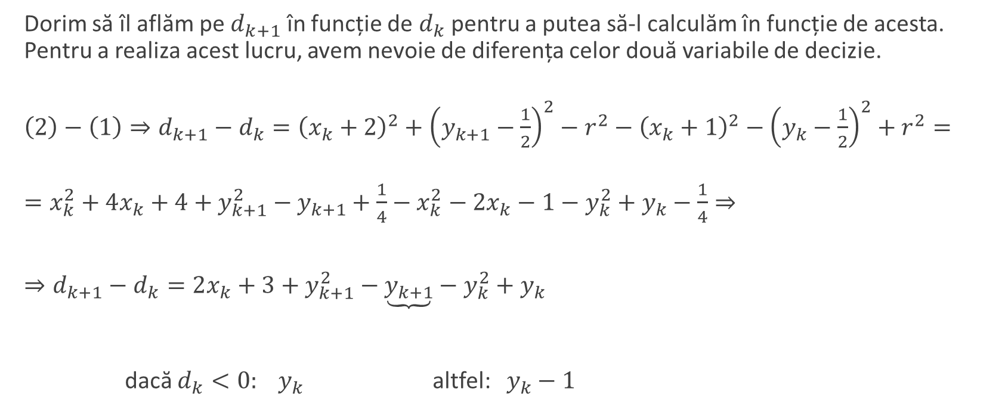 Dorim să îl aflăm pe $d_{k+1}$ în funcție de $d_k$ pentru a putea să-l calculăm în funcție de acesta.
Pentru a realiza acest lucru, avem nevoie de diferența celor două variabile de decizie.
$(2) - (1) \Rightarrow d_{k+1} - d_k = (x_k + 2)^2 + \left(y_{k+1} - \frac{1}{2}\right)^2 - r^2 - (x_k + 1)^2 - \left(y_k - \frac{1}{2}\right)^2 + r^2 =$
$= x_k^2 + 4x_k + 4 + y_{k+1}^2 - y_{k+1} + \frac{1}{4} - x_k^2 - 2x_k - 1 - y_k^2 + y_k - \frac{1}{4} \Rightarrow$
$\Rightarrow d_{k+1} - d_k = 2x_k + 3 + y_{k+1}^2 - \underbrace{y_{k+1}} - y_k^2 + y_k$
dacă $d_k < 0$: $y_k$ altfel: $y_k - 1$